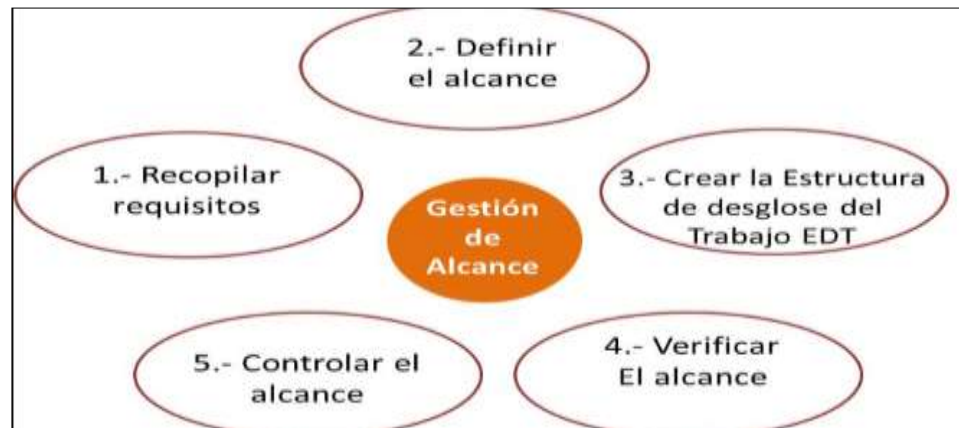 2.- Definir
el alcance
1.- Recopilar
requisitos
3.- Crear la Estructura
de desglose del
Trabajo EDT
Gestión
de
Alcance
5.- Controlar el
alcance
4.- Verificar
El alcance